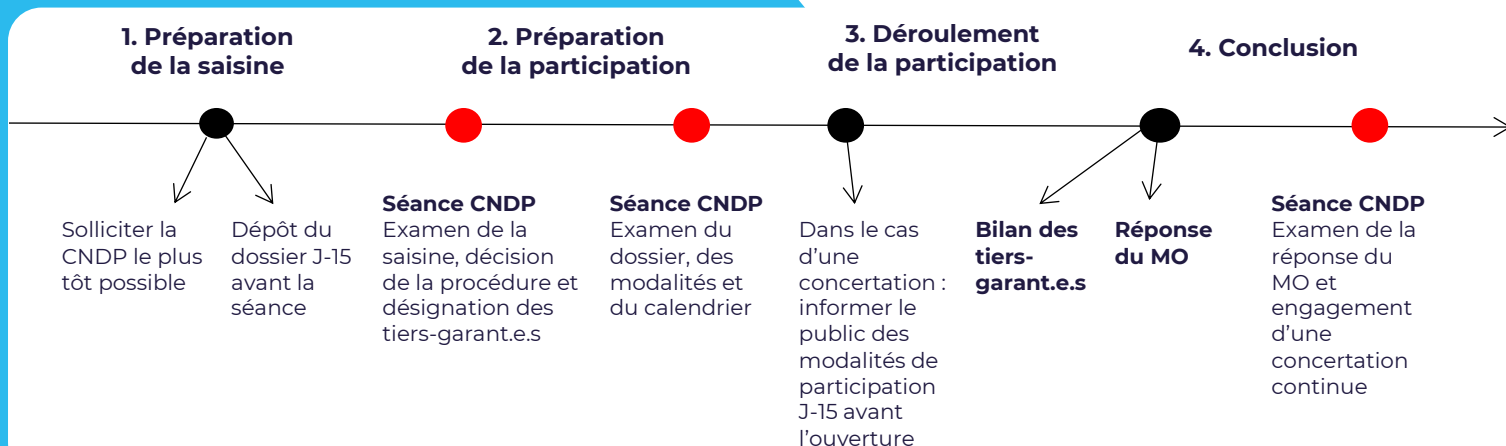 1. Préparation
de la saisine
2. Préparation
de la participation
3. Déroulement
de la participation
4. Conclusion
Solliciter la
CNDP le plus
tôt possible
Dépôt du
dossier J-15
avant la
séance
Séance CNDP
Examen de la
saisine, décision
de la procédure et
désignation des
tiers-garant.e.s
Séance CNDP
Examen du
dossier, des
modalités et
du calendrier
Dans le cas
d’une
concertation :
informer le
public des
modalités de
participation
J-15 avant
l’ouverture
Bilan des
tiers-
garant.e.s
Réponse
du MO
Séance CNDP
Examen de la
réponse du
MO et
engagement
d’une
concertation
continue